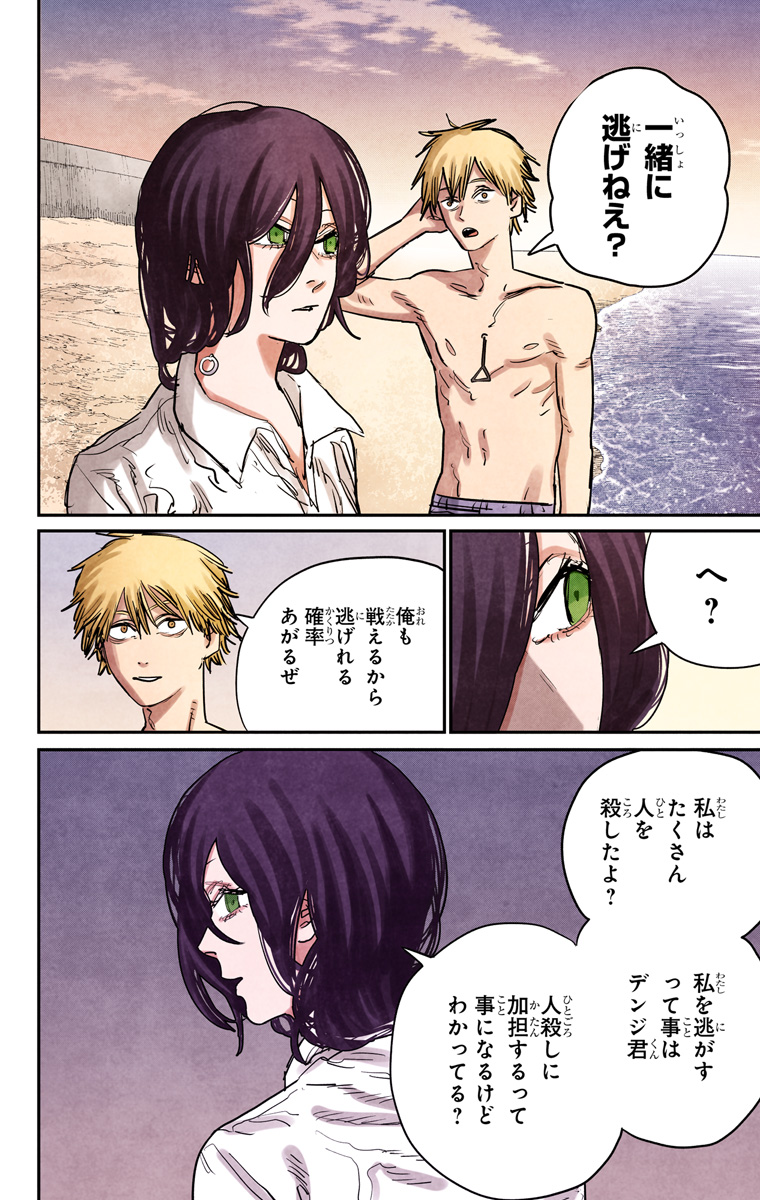 一緒に
逃げねえ?
へ?
俺も
戦えるから
逃げれる
確率
あがるぜ
私は
たくさん
人を
殺したよ?
私を逃がす
って事は
デンジ君
人殺しに
加担するって
事になるけど
わかってる?